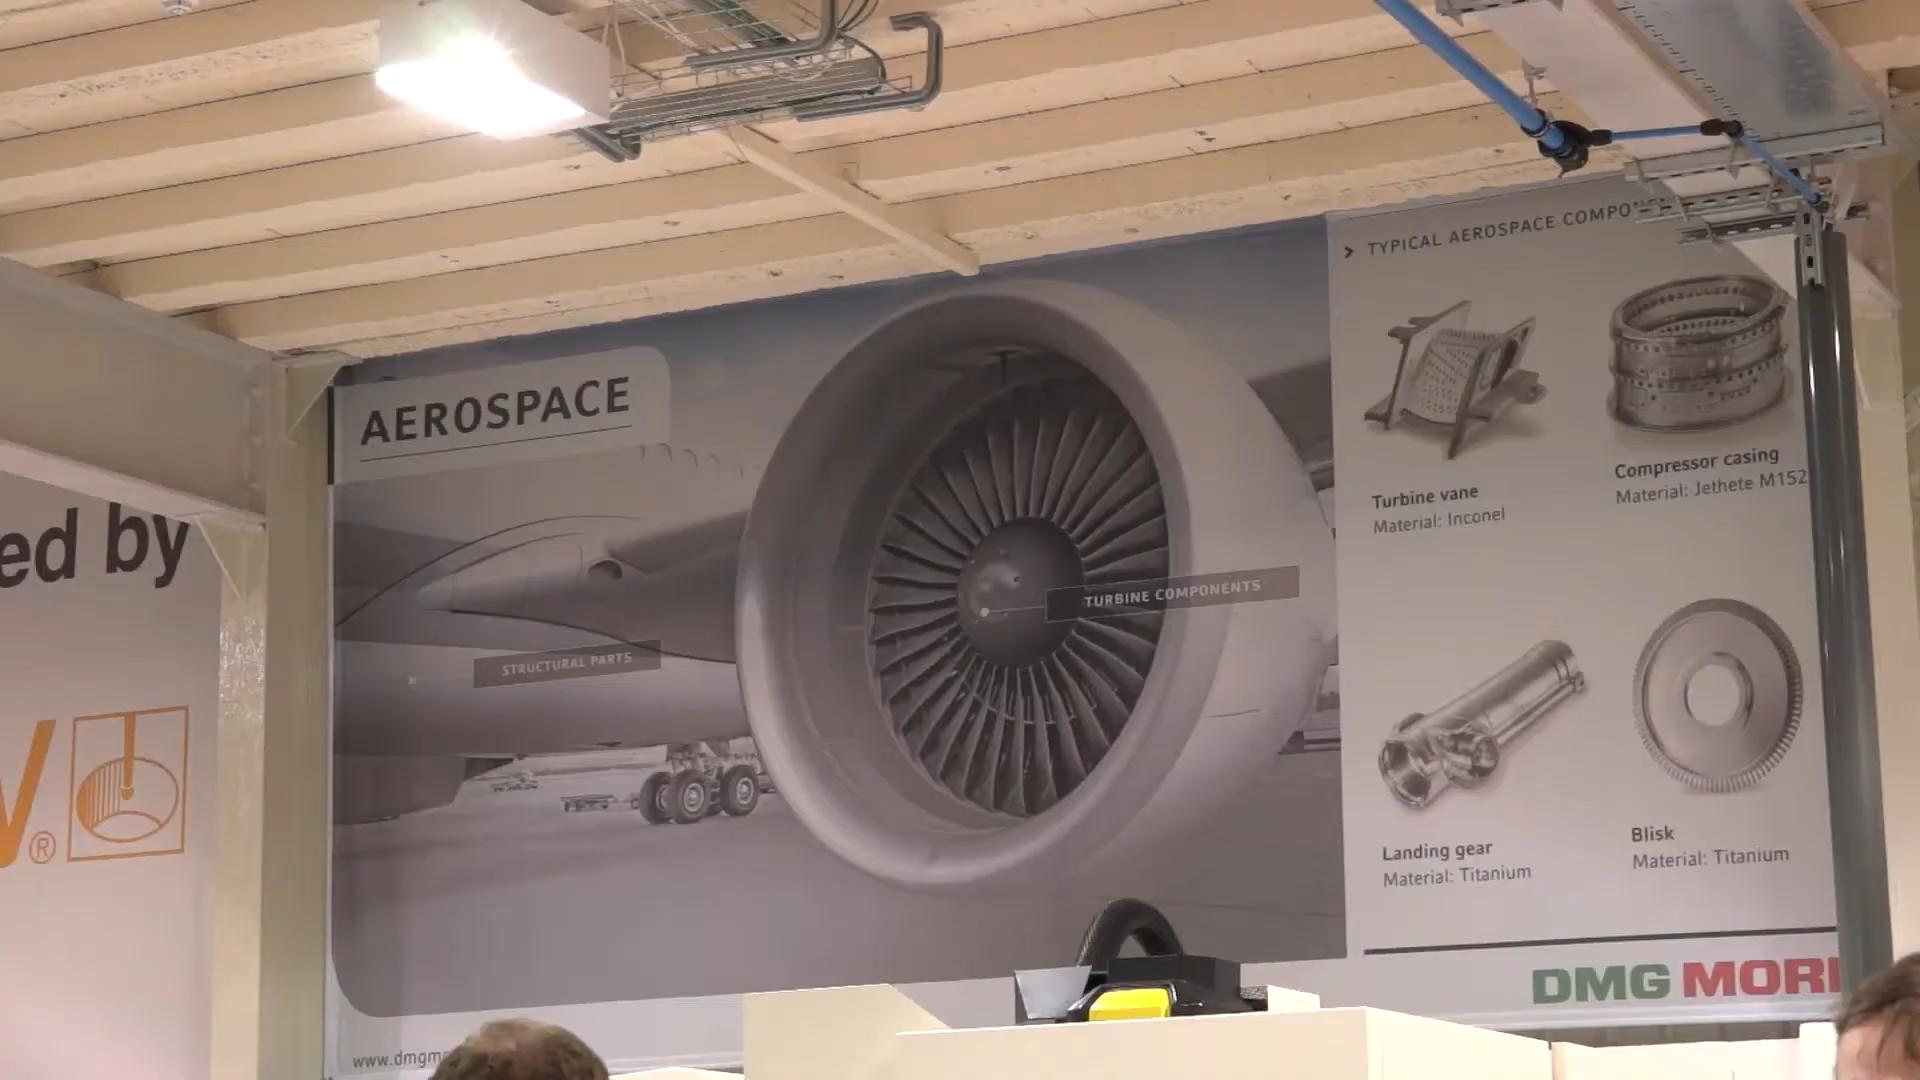 ed by
®
AEROSPACE
STRUCTURAL PARTS
TURBINE COMPONENTS
TYPICAL AEROSPACE
Turbine vane
Material: Inconel
Compressor casing
Material: Jethete M152
Landing gear
Material: Titanium
Blisk
Material: Titanium
DMG MORI
www.dmgm